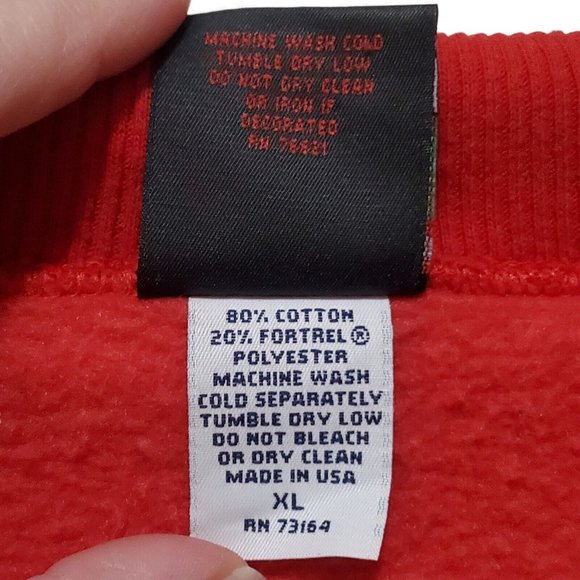 MACHINE WASH COLD
TUMBLE DRY LOW
DO NOT DRY CLEAN
OR IRON IF
DECORATED
RN 76821
80% COTTON
20% FORTREL®
POLYESTER
MACHINE WASH
COLD SEPARATELY
TUMBLE DRY LOW
DO NOT BLEACH
OR DRY CLEAN
MADE IN USA
XL
RN 73164